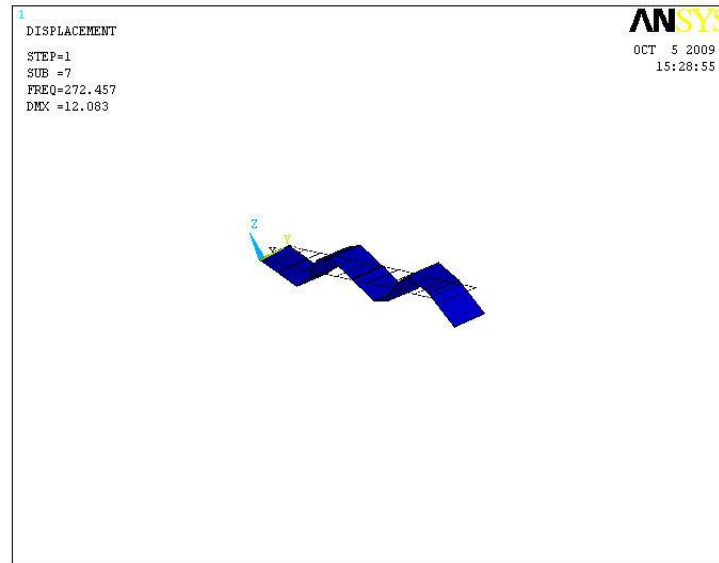 1
DISPLACEMENT
STEP=1
SUB =7
FREQ=272.457
DMX =12.083
ANSYS
OCT 5 2009
15:28:55
Z
Y
X